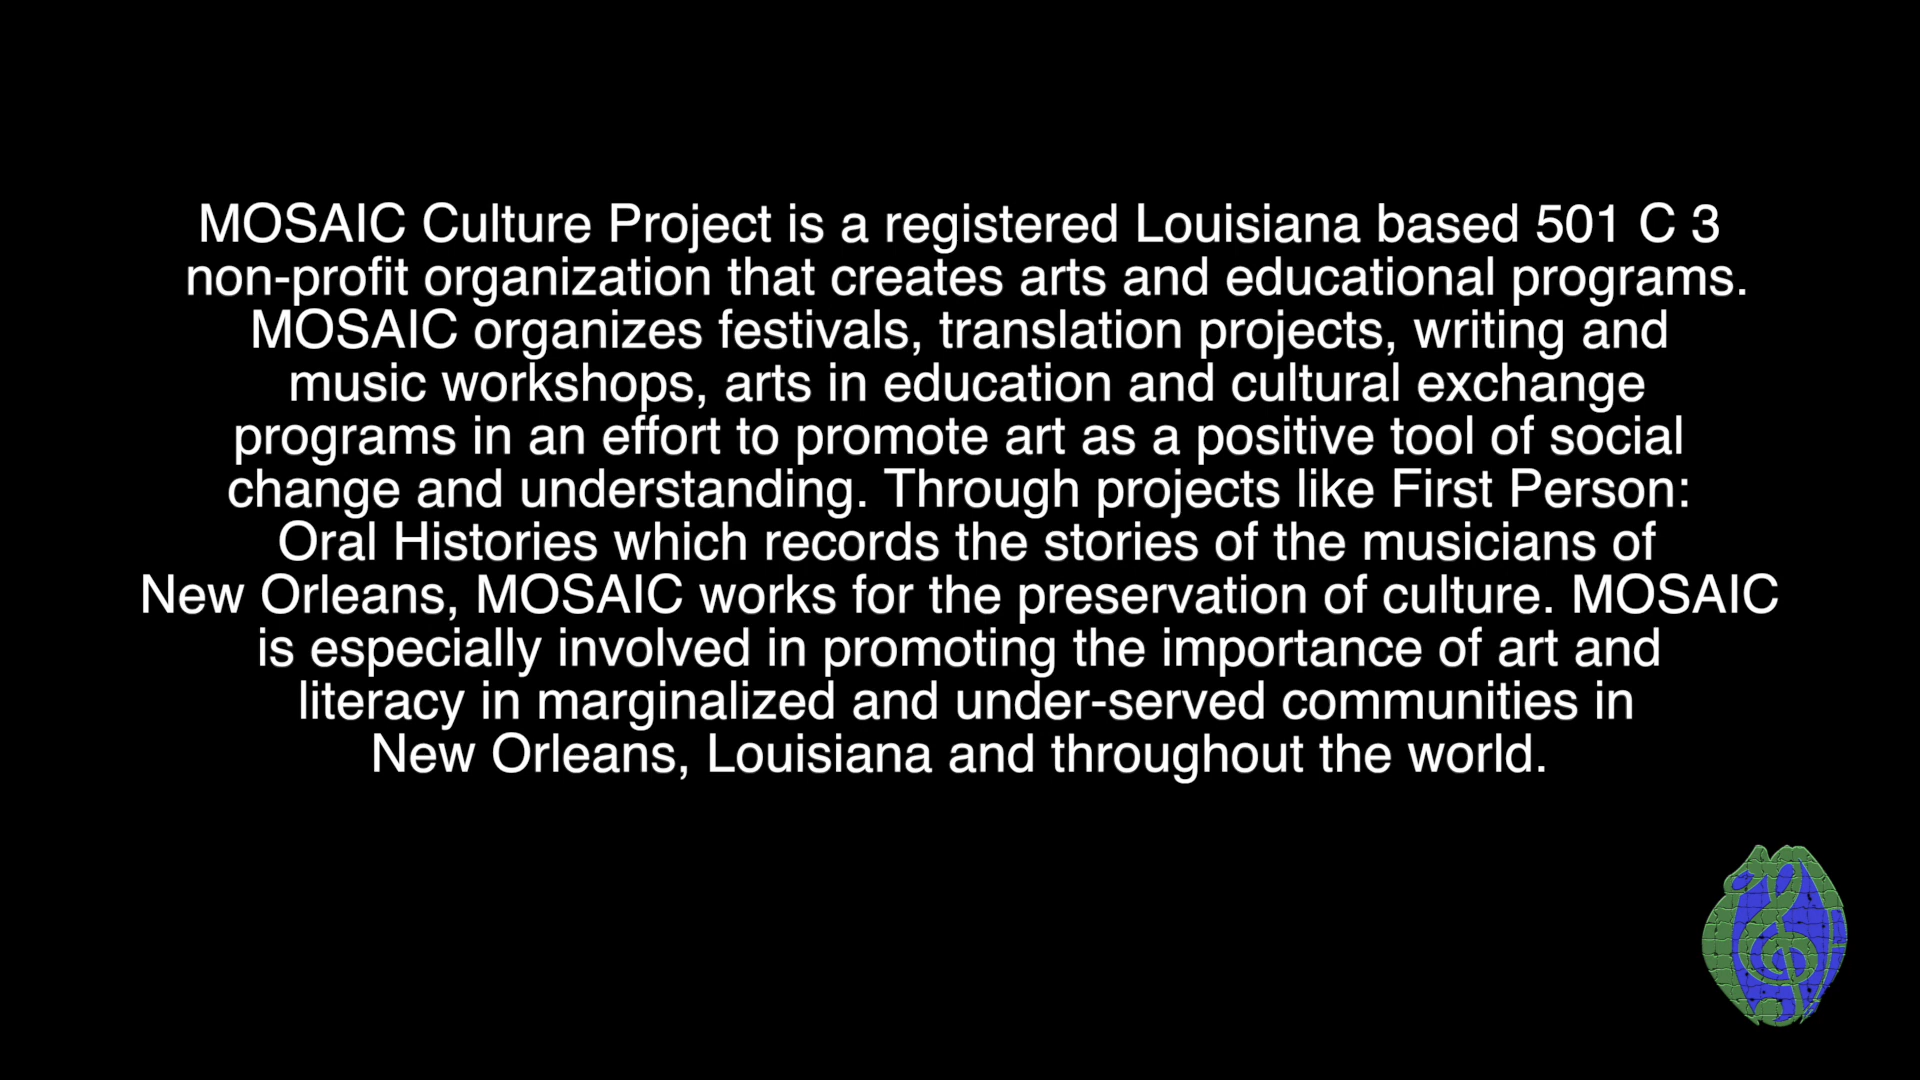 MOSAIC Culture Project is a registered Louisiana based 501 C 3
non-profit organization that creates arts and educational programs.
MOSAIC organizes festivals, translation projects, writing and
music workshops, arts in education and cultural exchange
programs in an effort to promote art as a positive tool of social
change and understanding. Through projects like First Person:
Oral Histories which records the stories of the musicians of
New Orleans, MOSAIC works for the preservation of culture. MOSAIC
is especially involved in promoting the importance of art and
literacy in marginalized and under-served communities in
New Orleans, Louisiana and throughout the world.